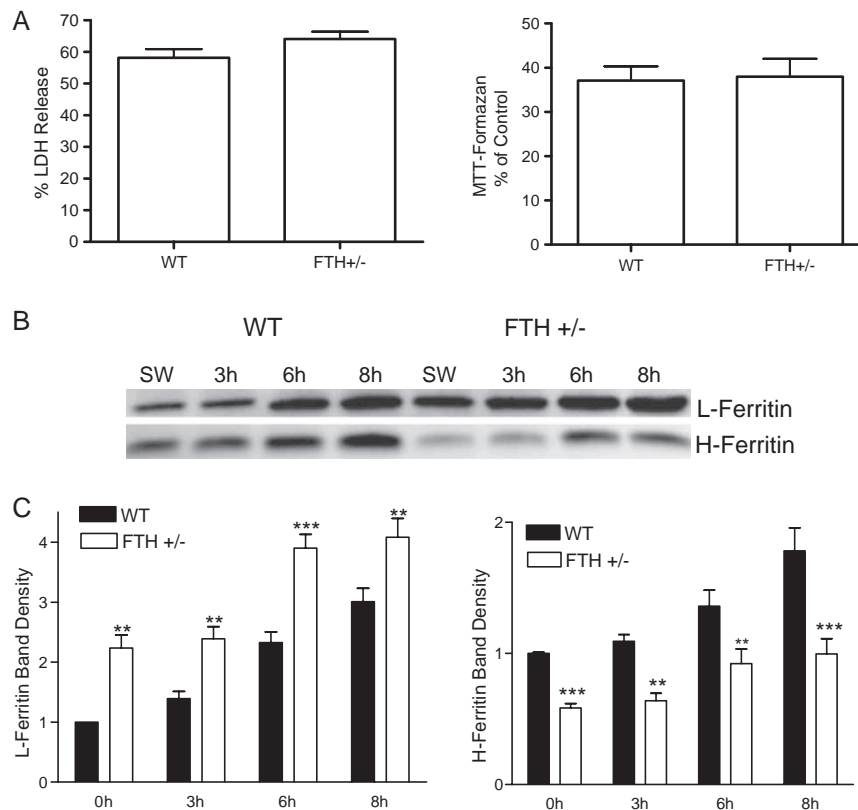 A
% LDH Release
70
60
50
40
30
20
10
0
WT
FTH+/-
MTT-Formazan
% of Control
50
40
30
20
10
0
WT
FTH+/-
B
WT
FTH +/-
SW 3h 6h 8h SW 3h 6h 8h
L-Ferritin
H-Ferritin
C
L-Ferritin Band Density
4
3
2
1
0
WT
FTH +/-
**
**
***
**
0h 3h 6h 8h
H-Ferritin Band Density
2
1
0
WT
FTH +/-
***
**
**
***
0h 3h 6h 8h